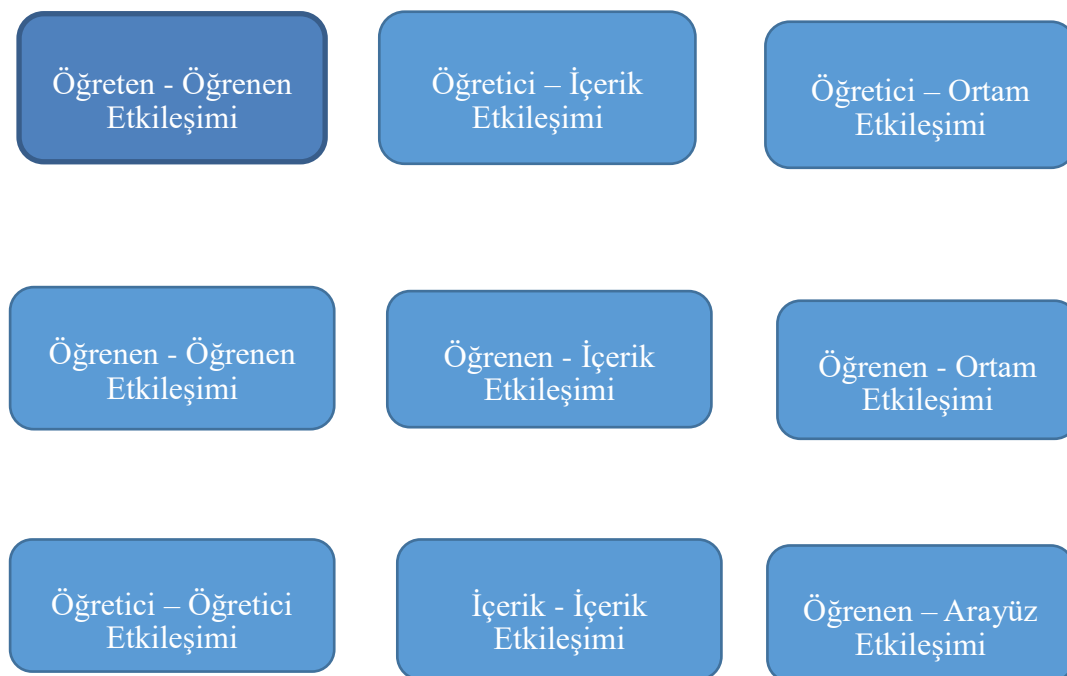 Öğreten - Öğrenen
Etkileşimi
Öğretici – İçerik
Etkileşimi
Öğretici – Ortam
Etkileşimi
Öğrenen - Öğrenen
Etkileşimi
Öğrenen - İçerik
Etkileşimi
Öğrenen - Ortam
Etkileşimi
Öğretici – Öğretici
Etkileşimi
İçerik - İçerik
Etkileşimi
Öğrenen – Arayüz
Etkileşimi